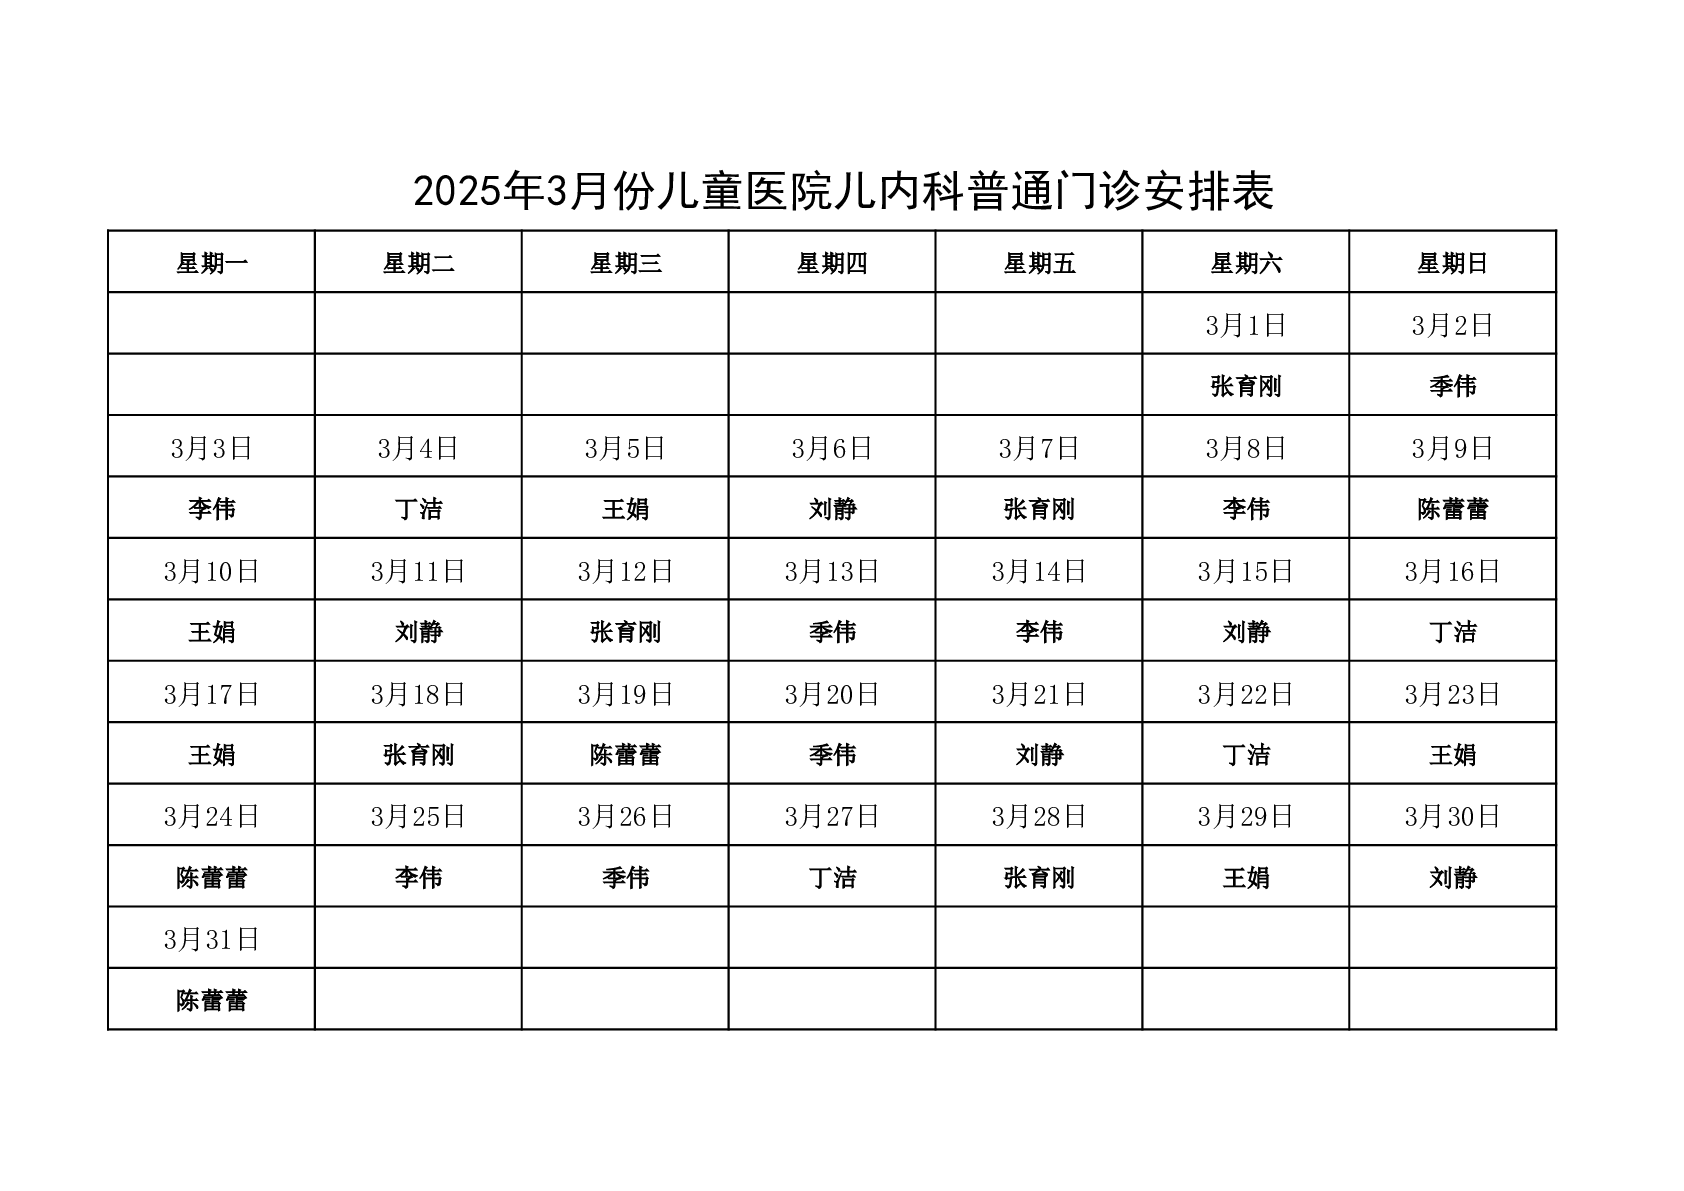 2025年3月份儿童医院儿内科普通门诊安排表
星期一 星期二 星期三 星期四 星期五 星期六 星期日
3月1日 3月2日
张育刚 季伟
3月3日 3月4日 3月5日 3月6日 3月7日 3月8日 3月9日
李伟 丁洁 王娟 刘静 张育刚 李伟 陈蕾蕾
3月10日 3月11日 3月12日 3月13日 3月14日 3月15日 3月16日
王娟 刘静 张育刚 季伟 李伟 刘静 丁洁
3月17日 3月18日 3月19日 3月20日 3月21日 3月22日 3月23日
王娟 张育刚 陈蕾蕾 季伟 刘静 丁洁 王娟
3月24日 3月25日 3月26日 3月27日 3月28日 3月29日 3月30日
陈蕾蕾 李伟 季伟 丁洁 张育刚 王娟 刘静
3月31日
陈蕾蕾